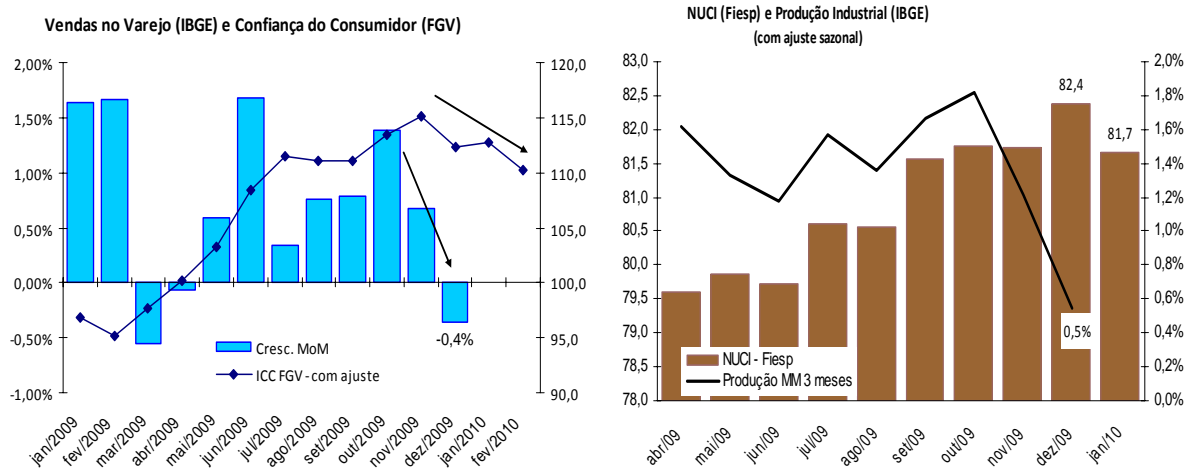 Vendas no Varejo (IBGE) e Confiança do Consumidor (FGV)
2,00%
1,50%
1,00%
0,50%
0,00%
-0,50%
-1,00%
120,0
115,0
110,0
105,0
100,0
95,0
90,0
-0,4%
Cresc. MoM
ICC FGV - com ajuste
jan/2009
fev/2009
mar/2009
abr/2009
mai/2009
jun/2009
jul/2009
ago/2009
set/2009
out/2009
nov/2009
dez/2009
jan/2010
fev/2010
NUCI (Fiesp) e Produção Industrial (IBGE)
(com ajuste sazonal)
83,0
82,5
82,0
81,5
81,0
80,5
80,0
79,5
79,0
78,5
78,0
2,0%
1,8%
1,6%
1,4%
1,2%
1,0%
0,8%
0,6%
0,4%
0,2%
0,0%
82,4
81,7
0,5%
NUCI - Fiesp
Produção MM 3 meses
abr/09
mai/09
jun/09
jul/09
ago/09
set/09
out/09
nov/09
dez/09
jan/10